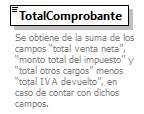 TotalComprobante
Se obtiene de la suma de los
campos "total venta neta",
"monto total del impuesto" y
"total otros cargos" menos
"total IVA devuelto", en
caso de contar con dichos
campos.